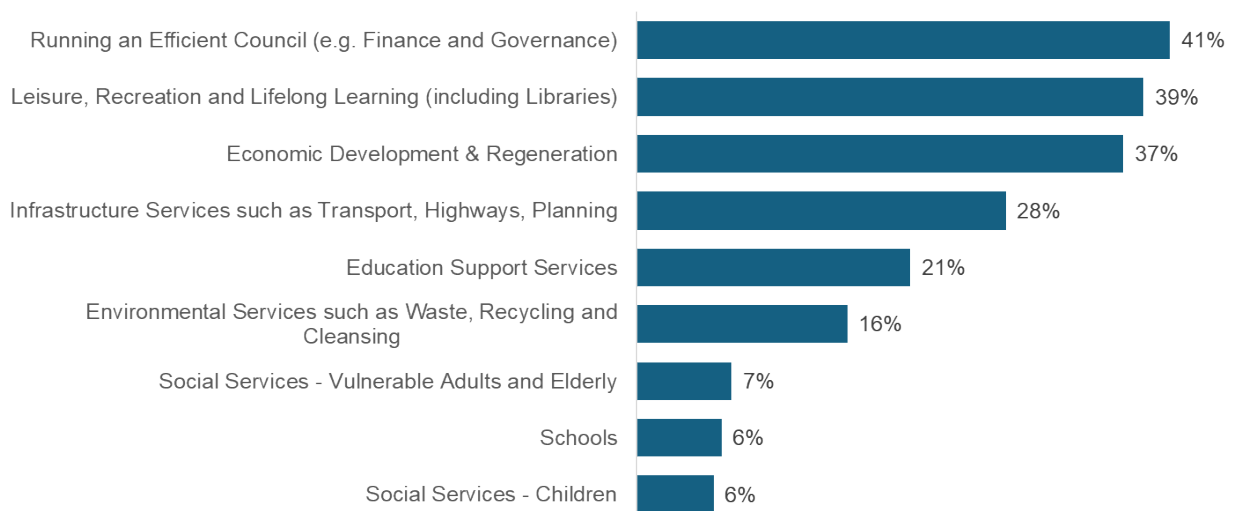 Running an Efficient Council (e.g. Finance and Governance) 41%
Leisure, Recreation and Lifelong Learning (including Libraries) 39%
Economic Development & Regeneration 37%
Infrastructure Services such as Transport, Highways, Planning 28%
Education Support Services 21%
Environmental Services such as Waste, Recycling and
Cleansing 16%
Social Services - Vulnerable Adults and Elderly 7%
Schools 6%
Social Services - Children 6%